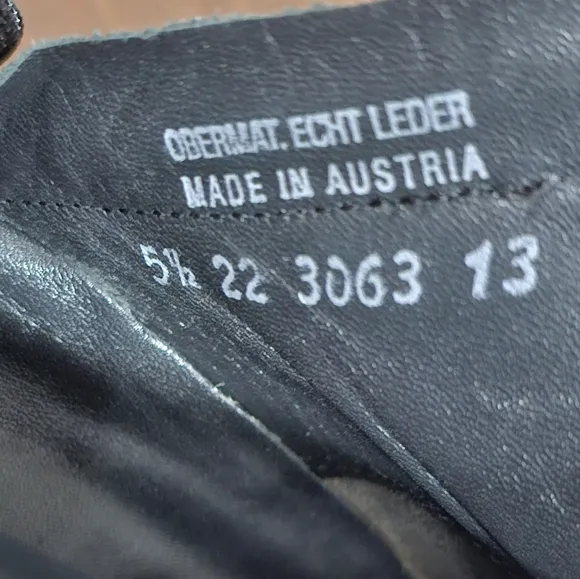 OBERMAT. ECHT LEDER
MADE IN AUSTRIA
5½ 22 3063 13